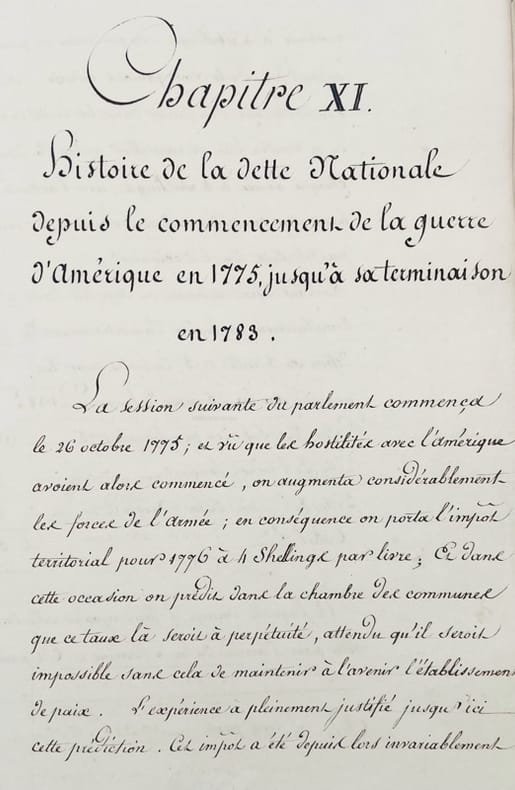 Chapitre XI.
Histoire de la dette Nationale
depuis le commencement de la guerre
d'Amérique en 1775, jusqu'à sa terminaison
en 1783.
La session suivante du parlement commença
le 26 octobre 1775; et vû que les hostilités avec l'amérique
avoient alors commencé, on augmenta considérablement
les forces de l'armée; en conséquence on porta l'impôt
territorial pour 1776 à 4 Shellings par livre; Et dans
cette occasion on prédit dans la chambre des communes
que ce taux là seroit à perpétuité, attendu qu'il seroit
impossible sans cela de maintenir à l'avenir l'établissemen
de paix. L'expérience a pleinement justifié jusqu'ici
cette prédiction. Cet impôt a été depuis lors invariablement